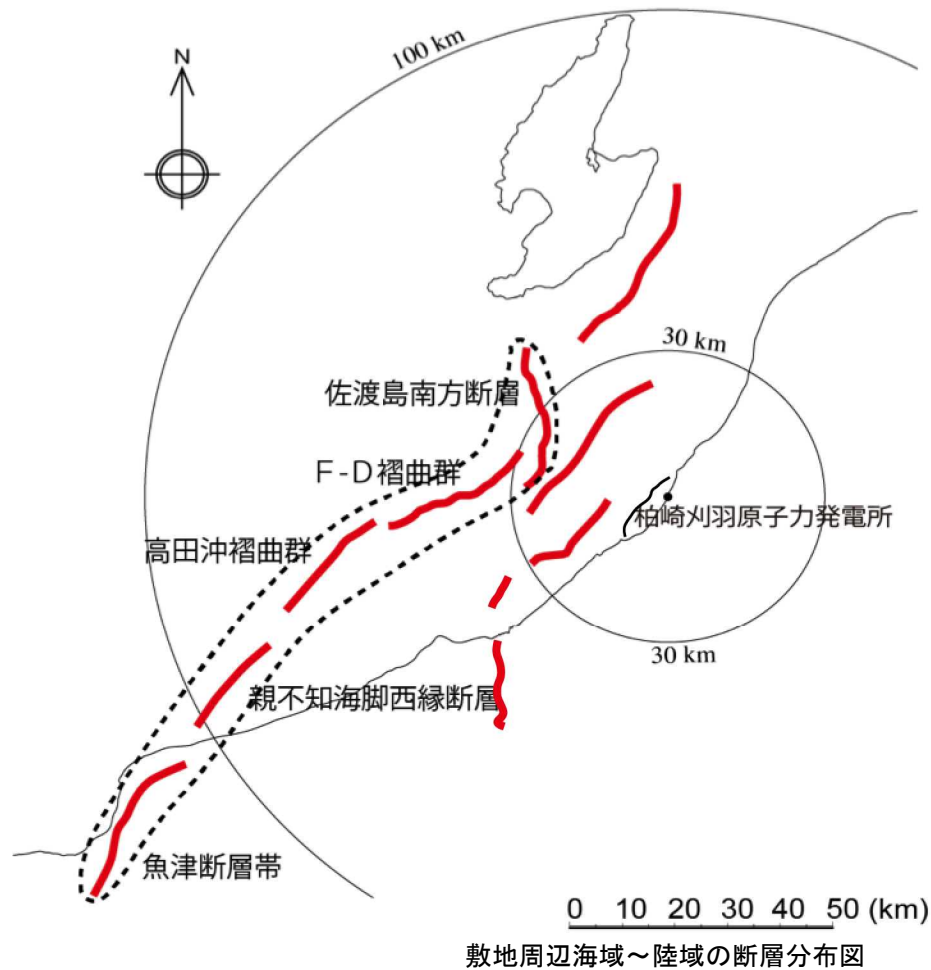 100 km
N
30 km
佐渡島南方断層
F-D褶曲群
柏崎刈羽原子力発電所
高田沖褶曲群
30 km
親不知海脚西縁断層
魚津断層帯
0 10 20 30 40 50 (km)
敷地周辺海域~陸域の断層分布図